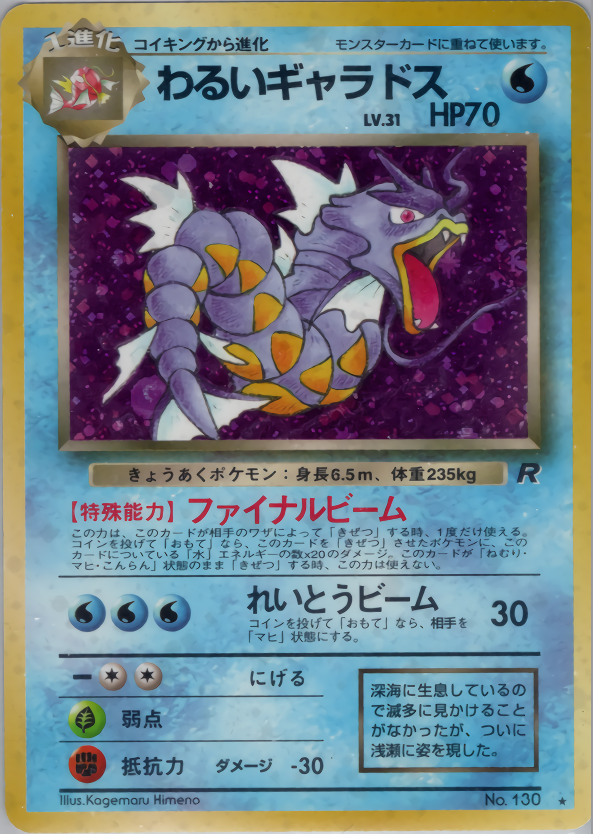 1進化
コイキングから進化
モンスターカードに重ねて使います。
わるいギャラドス
LV.31 HP70
きょうあくポケモン：身長6.5m、体重235kg
R
【特殊能力】ファイナルビーム
この力は、このカードが相手のワザによって「きぜつ」する時、1度だけ使える。
コインを投げて「おもて」なら、このカードを「きぜつ」させたポケモンに、この
カードについている「水」エネルギーの数x20のダメージ。このカードが「ねむり・
マヒ・こんらん」状態のまま「きぜつ」する時、この力は使えない。
れいとうビーム
30
コインを投げて「おもて」なら、相手を
「マヒ」状態にする。
にげる
弱点
抵抗力 ダメージ -30
深海に生息しているの
で滅多に見かけること
がなかったが、ついに
浅瀬に姿を現した。
Illus.Kagemaru Himeno
No. 130 ★